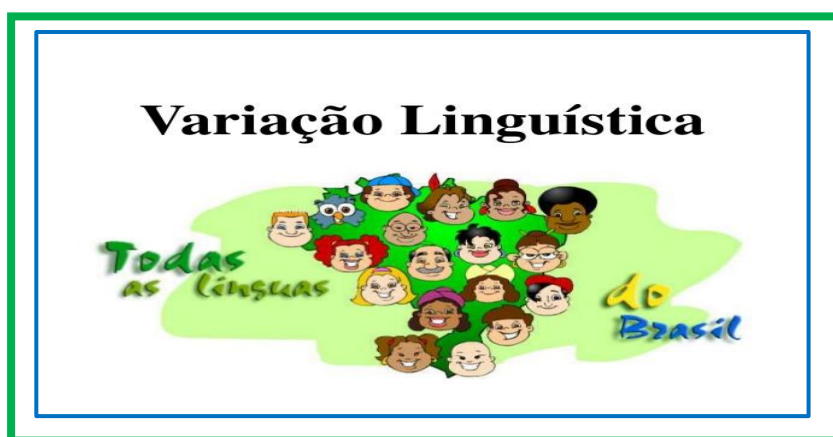 Variação Linguística
Todas
as línguas
do
Brasil